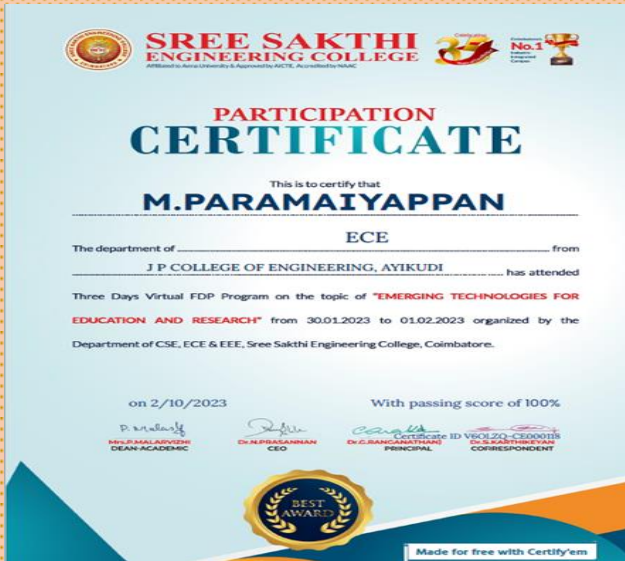 SREE SAKTHI
ENGINEERING COLLEGE
Affiliated to Anna University & Approved by AICTE, Accredited by NAAC
No.1
PARTICIPATION
CERTIFICATE
This is to certify that
M.PARAMAIYAPPAN
The department of ECE from
J P COLLEGE OF ENGINEERING, AYIKUDI has attended
Three Days Virtual FDP Program on the topic of "EMERGING TECHNOLOGIES FOR
EDUCATION AND RESEARCH" from 30.01.2023 to 01.02.2023 organized by the
Department of CSE, ECE & EEE, Sree Sakthi Engineering College, Coimbatore.
on 2/10/2023 With passing score of 100%
Certificate ID V6OLZQ-CE000118
Mrs.P.MALARVIZHI Dr.N.PRASANNAN Dr.G.RANGANATHAN) Dr.S.KARTHIKEYAN
DEAN-ACADEMIC CEO PRINCIPAL COFIRESPONDENT
BEST
AWARD
Made for free with Certify'em